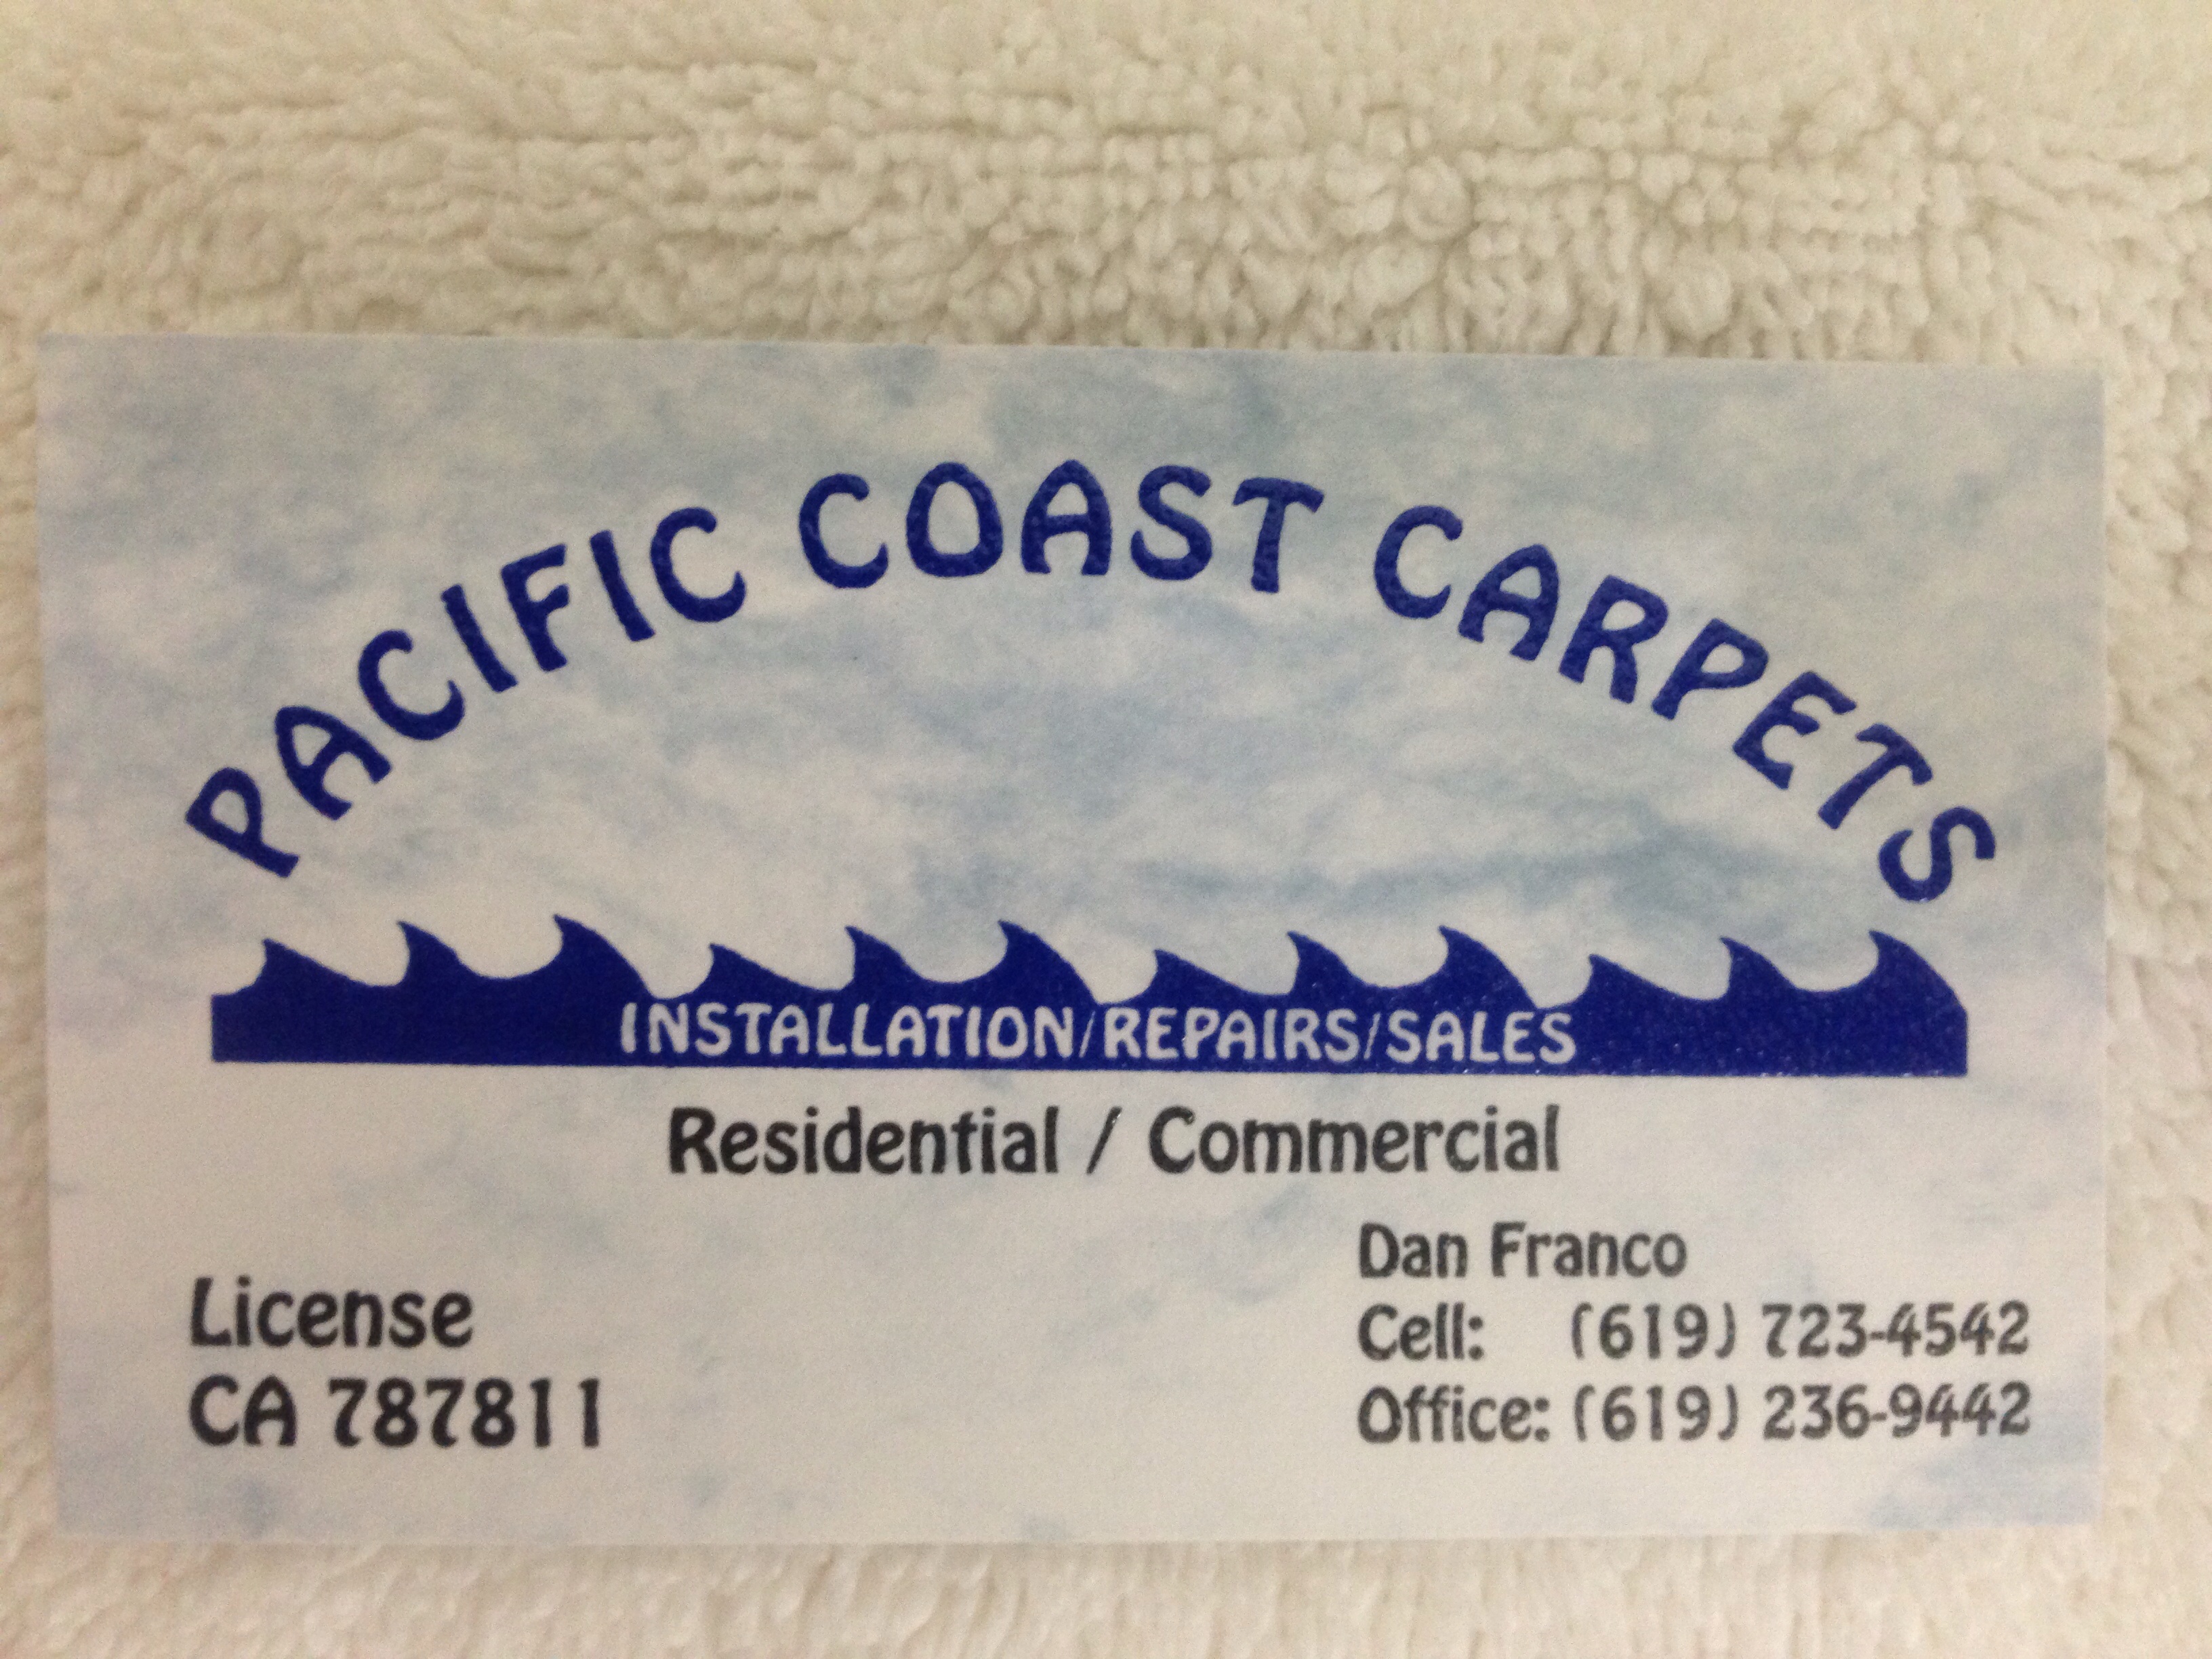 PACIFIC COAST CARPETS
INSTALLATION/REPAIRS/SALES
Residential / Commercial
License
CA 787811
Dan Franco
Cell: (619) 723-4542
Office: (619) 236-9442